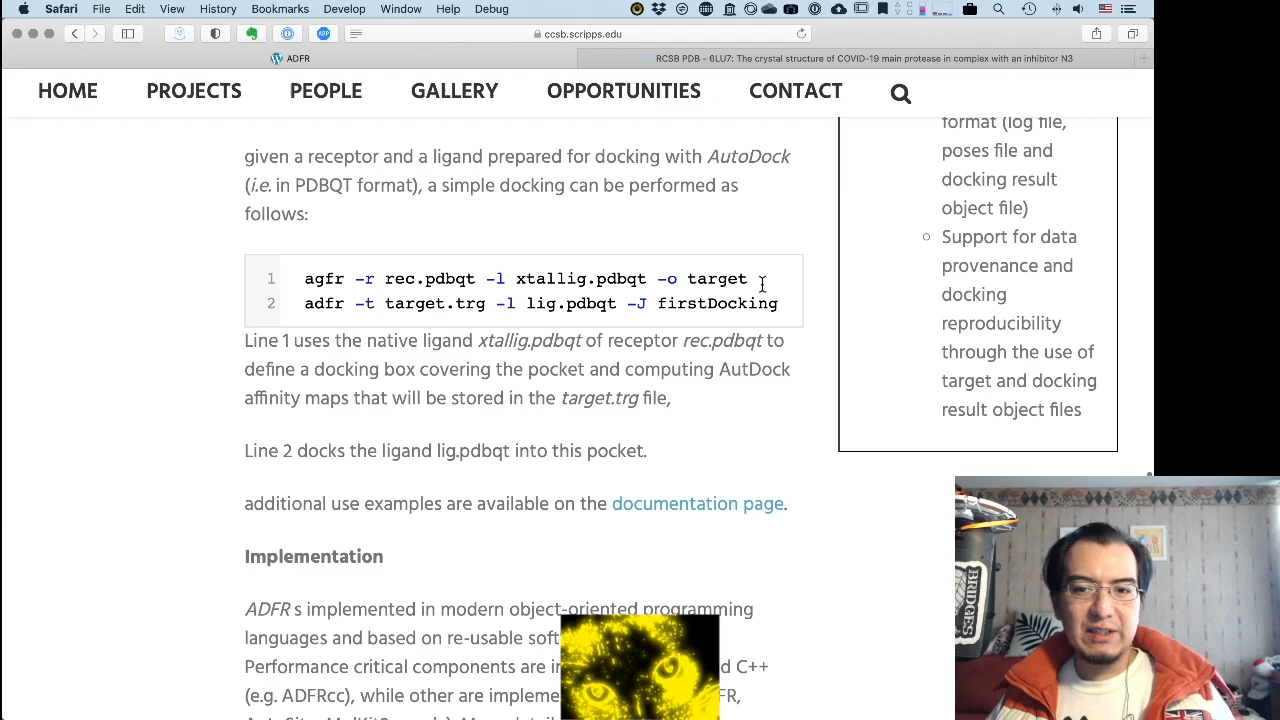 Safari File Edit View History Bookmarks Develop Window Help Debug
ccsb.scripps.edu
ADFR
RCSB PDB - 6LU7: The crystal structure of COVID-19 main protease in complex with an inhibitor N3
HOME PROJECTS PEOPLE GALLERY OPPORTUNITIES CONTACT
given a receptor and a ligand prepared for docking with AutoDock
(i.e. in PDBQT format), a simple docking can be performed as
follows:
1 agfr -r rec.pdbqt -l xtallig.pdbqt -o target
2 adfr -t target.trg -l lig.pdbqt -J firstDocking
Line 1 uses the native ligand xtallig.pdbqt of receptor rec.pdbqt to
define a docking box covering the pocket and computing AutDock
affinity maps that will be stored in the target.trg file,
Line 2 docks the ligand lig.pdbqt into this pocket.
additional use examples are available on the documentation page.
Implementation
ADFR s implemented in modern object-oriented programming
languages and based on re-usable
Performance critical components are C++
(e.g. ADFRcc), while other are
format (log file,
poses file and
docking result
object file)
Support for data
provenance and
docking
reproducibility
through the use of
target and docking
result object files
BRIDGES